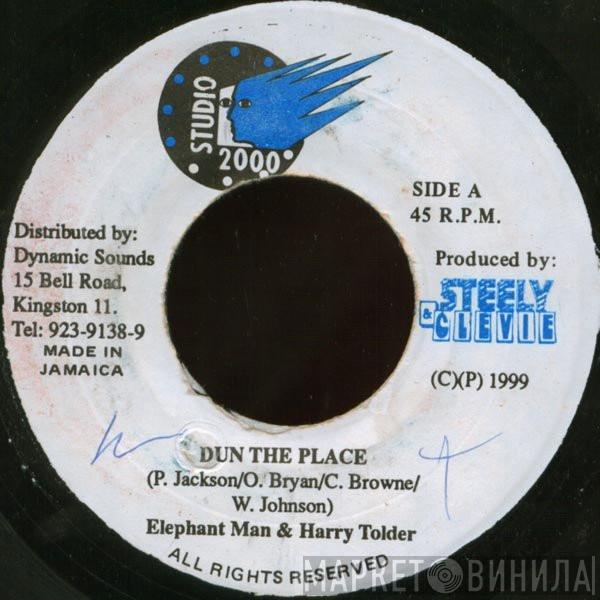 STUDIO
2000
SIDE A
45 R.P.M.
Distributed by:
Dynamic Sounds
15 Bell Road,
Kingston 11.
Tel: 923-9138-9
MADE IN
JAMAICA
Produced by:
STEELY
& CLEVIE
(C)(P) 1999
DUN THE PLACE
(P. Jackson/O. Bryan/C. Browne/
W. Johnson)
Elephant Man & Harry Tolder
ALL RIGHTS RESERVED
МАРКЕТ ВИНИЛА